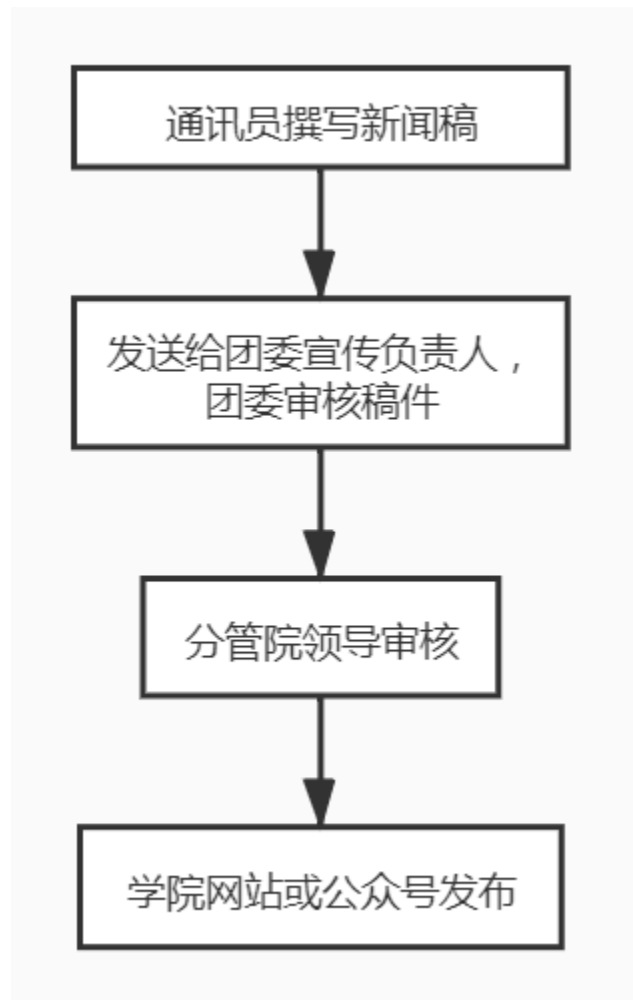 通讯员撰写新闻稿
发送给团委宣传负责人，
团委审核稿件
分管院领导审核
学院网站或公众号发布